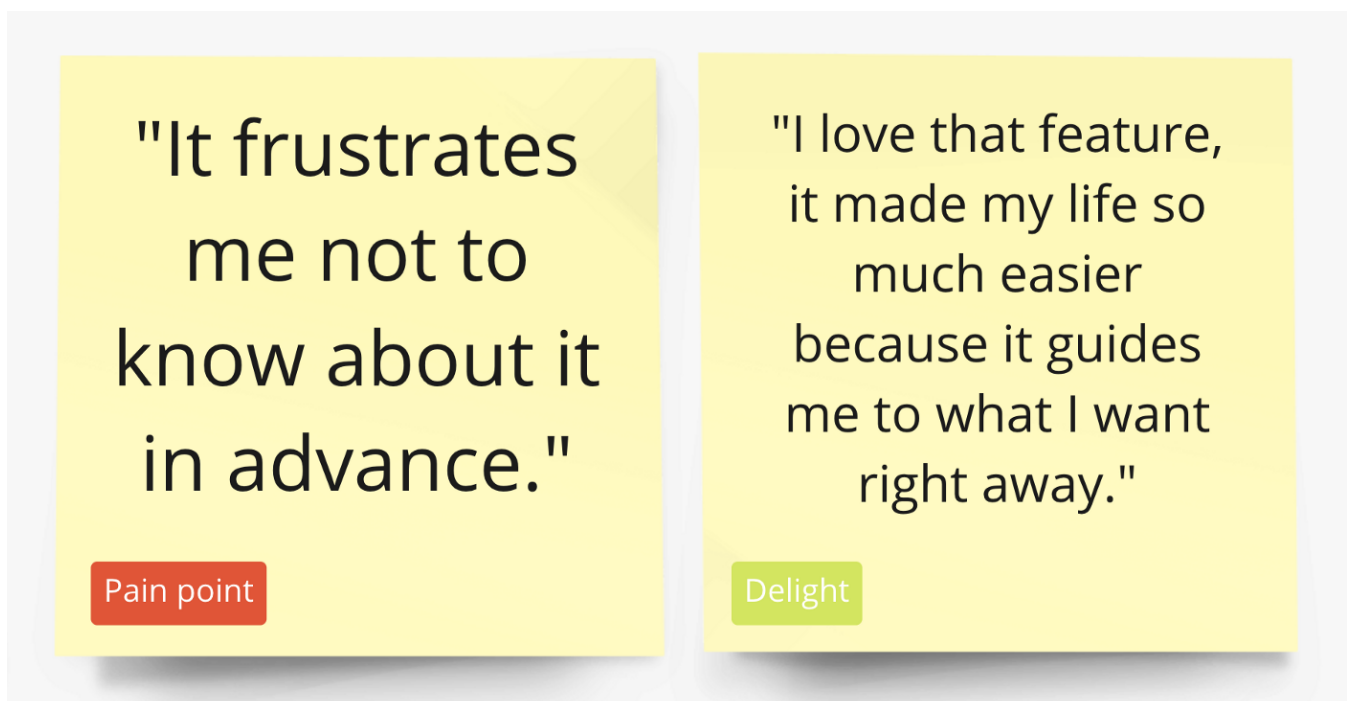 "It frustrates
me not to
know about it
in advance."
Pain point
"I love that feature,
it made my life so
much easier
because it guides
me to what I want
right away."
Delight